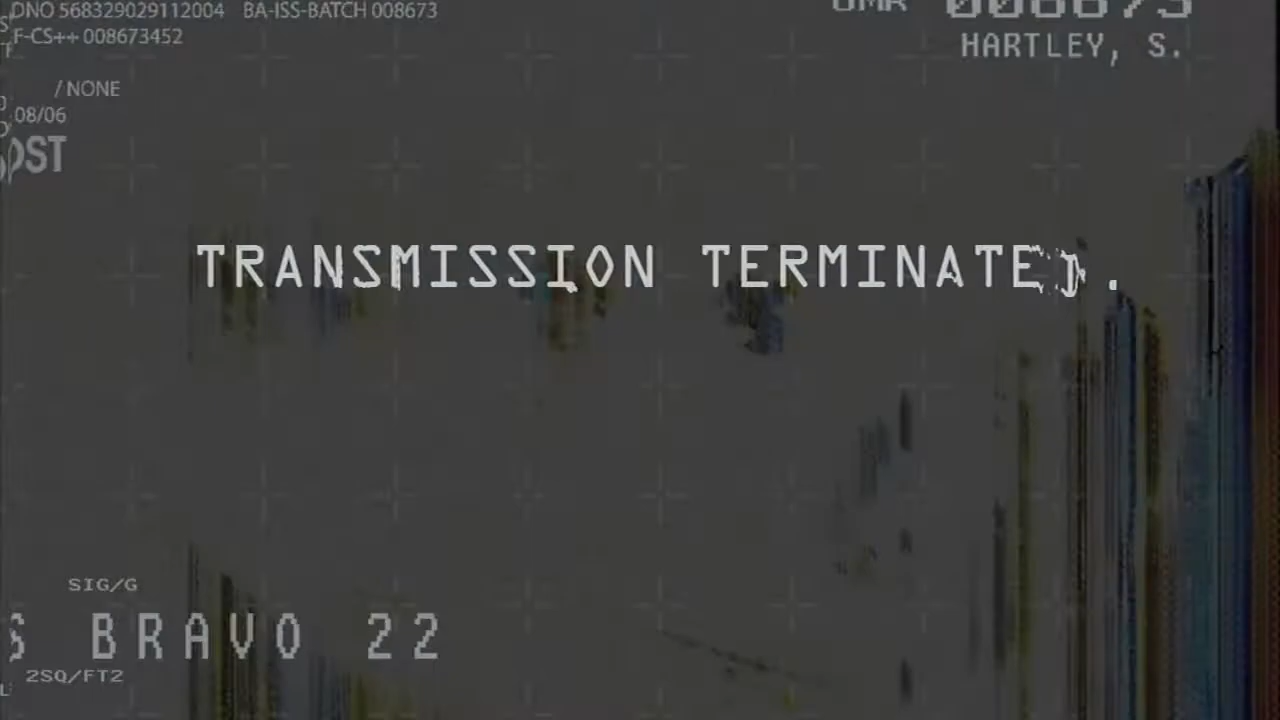 DNO 568329029112004 BA-ISS-BATCH 008673
F-CS++ 008673452
HARTLEY, S.
/ NONE
08/06
OST
TRANSMISSION TERMINATED.
SIG/G
S BRAVO 22
2SQ/FT2